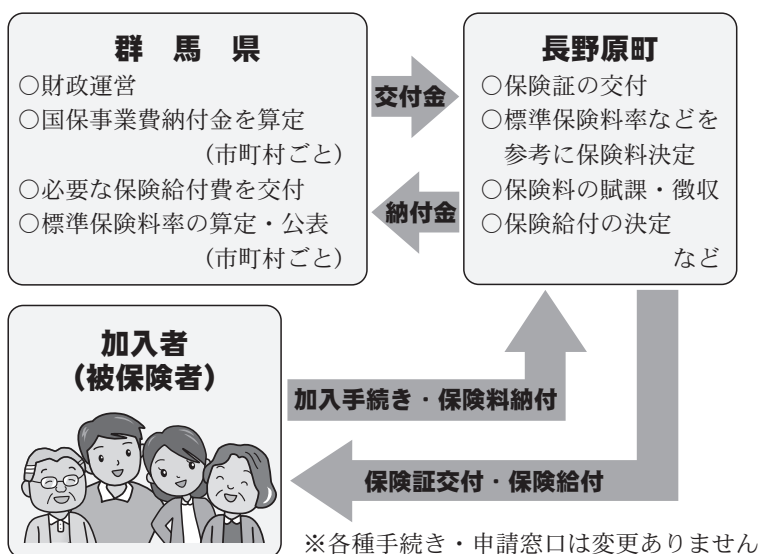 群馬県
○財政運営
○国保事業費納付金を算定
(市町村ごと)
○必要な保険給付費を交付
○標準保険料率の算定・公表
(市町村ごと)
交付金
納付金
長野原町
○保険証の交付
○標準保険料率などを
参考に保険料決定
○保険料の賦課・徴収
○保険給付の決定
など
加入者
(被保険者)
加入手続き・保険料納付
保険証交付・保険給付
※各種手続き・申請窓口は変更ありません